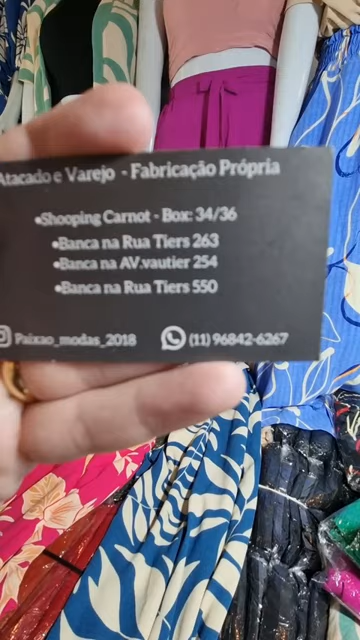 Atacado e Varejo - Fabricação Própria
•Shooping Carnot - Box: 34/36
•Banca na Rua Tiers 263
•Banca na AV.vautier 254
•Banca na Rua Tiers 550
Paixao_modas_2018 (11) 96842-6267